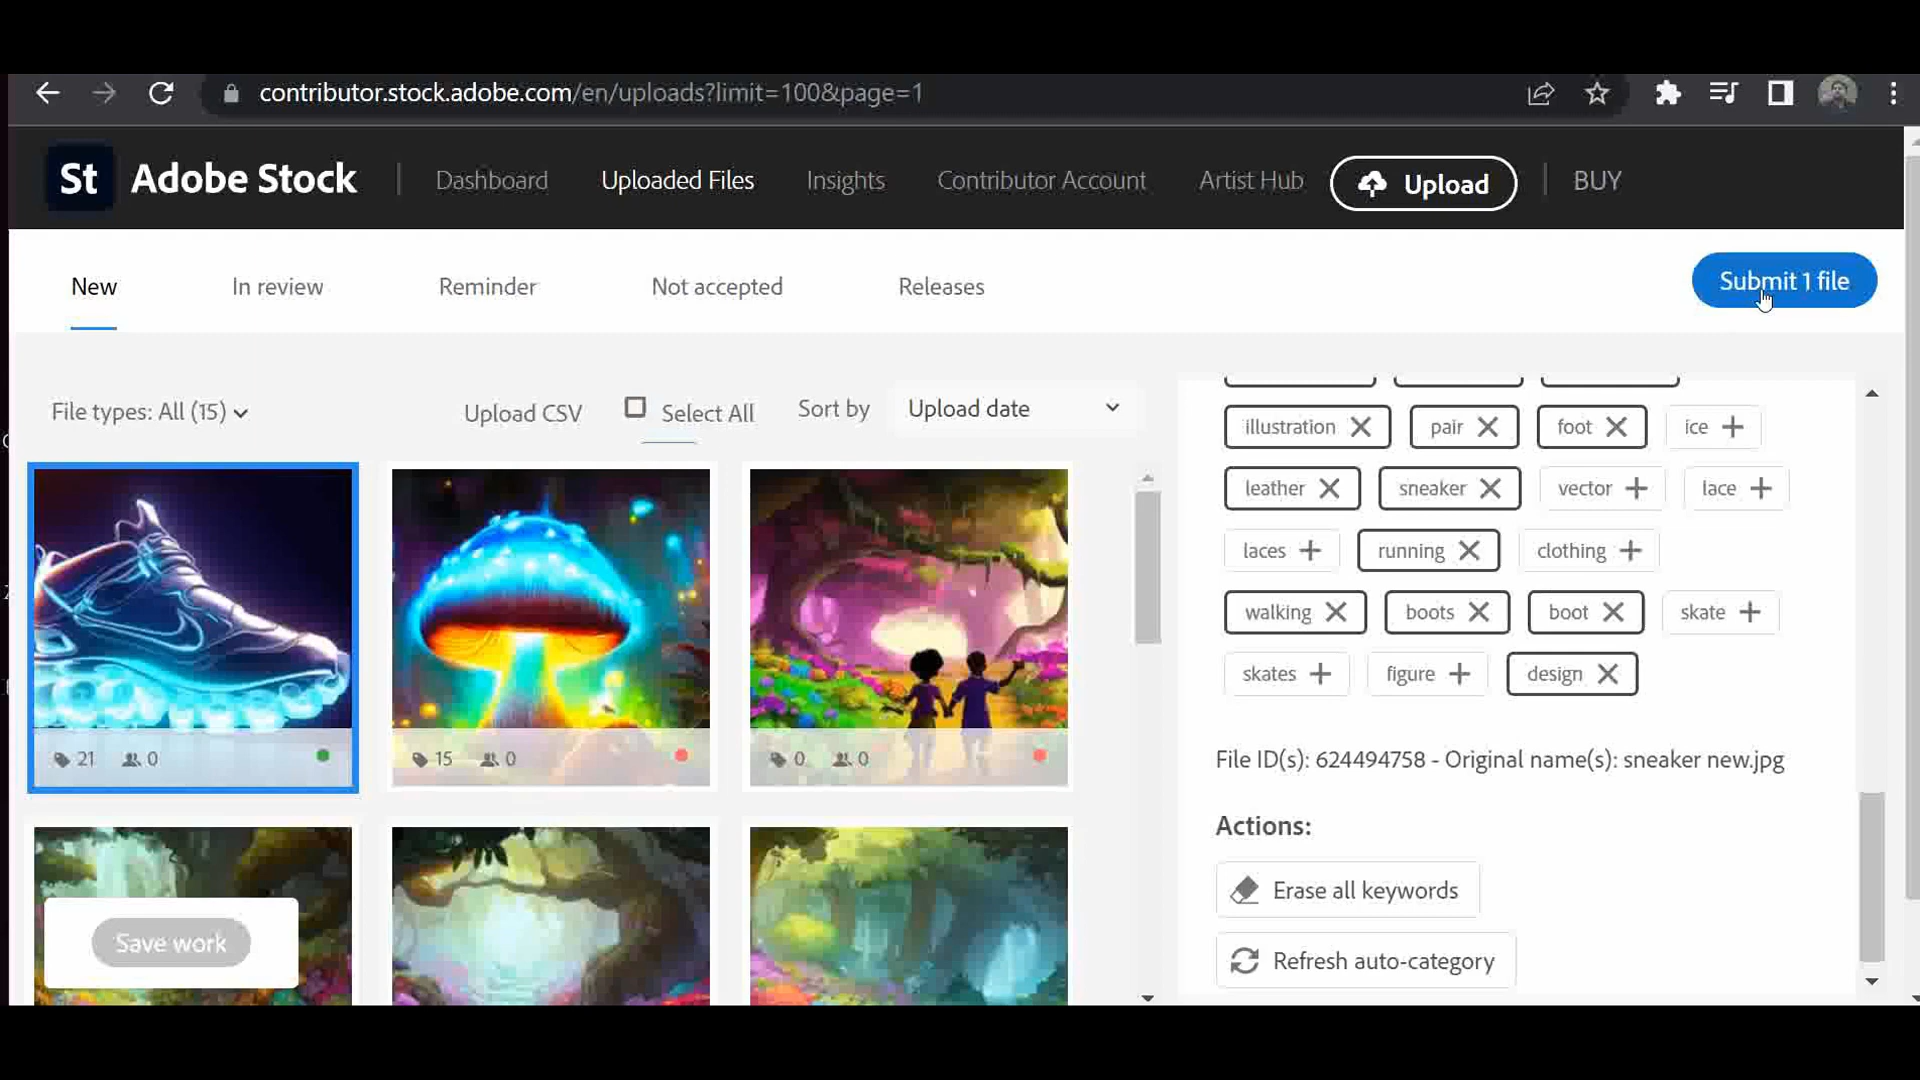 contributor.stock.adobe.com/en/uploads?limit=100&page=1
St Adobe Stock Dashboard Uploaded Files Insights Contributor Account Artist Hub Upload BUY
New In review Reminder Not accepted Releases Submit 1 file
File types: All (15) Upload CSV Select All Sort by Upload date
illustration pair foot ice
leather sneaker vector lace
laces running clothing
walking boots boot skate
skates figure design
21 0 15 0 0 0
File ID(s): 624494758 - Original name(s): sneaker new.jpg
Actions:
Erase all keywords
Save work
Refresh auto-category